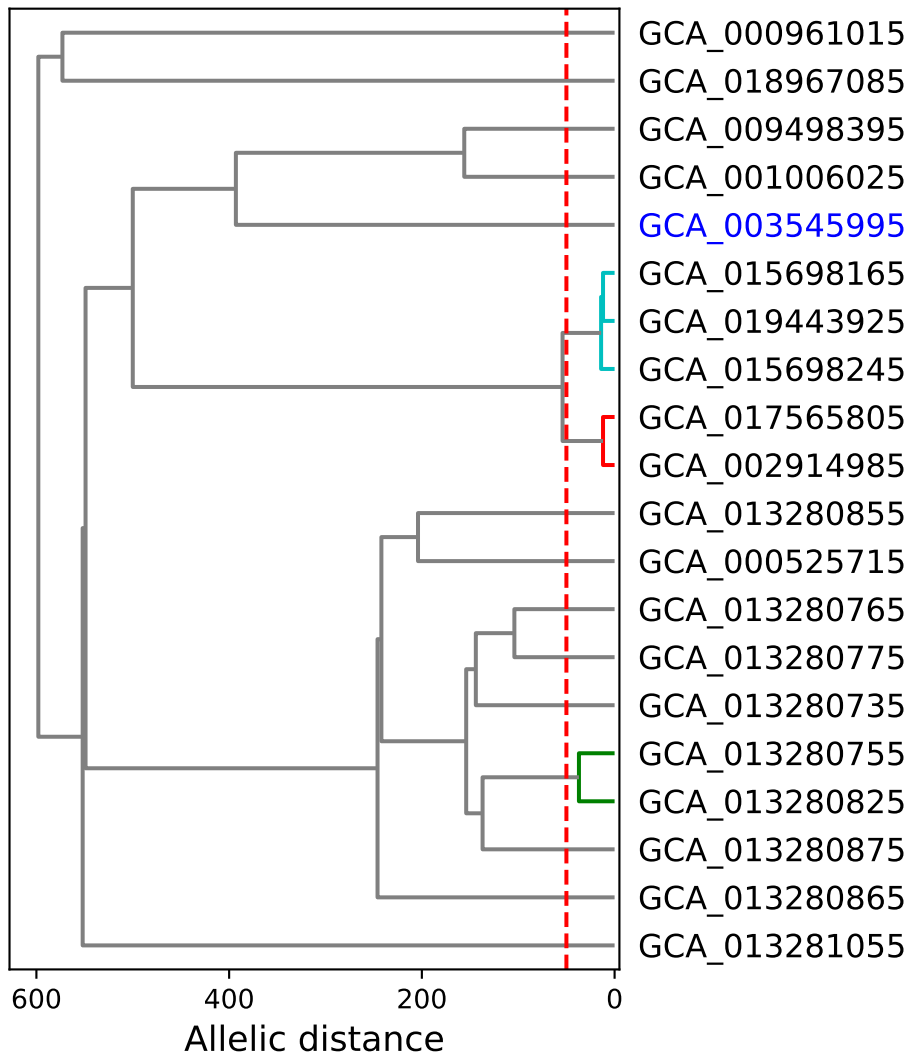 GCA_000961015
GCA_018967085
GCA_009498395
GCA_001006025
GCA_003545995
GCA_015698165
GCA_019443925
GCA_015698245
GCA_017565805
GCA_002914985
GCA_013280855
GCA_000525715
GCA_013280765
GCA_013280775
GCA_013280735
GCA_013280755
GCA_013280825
GCA_013280875
GCA_013280865
GCA_013281055
600 400 200 0
Allelic distance